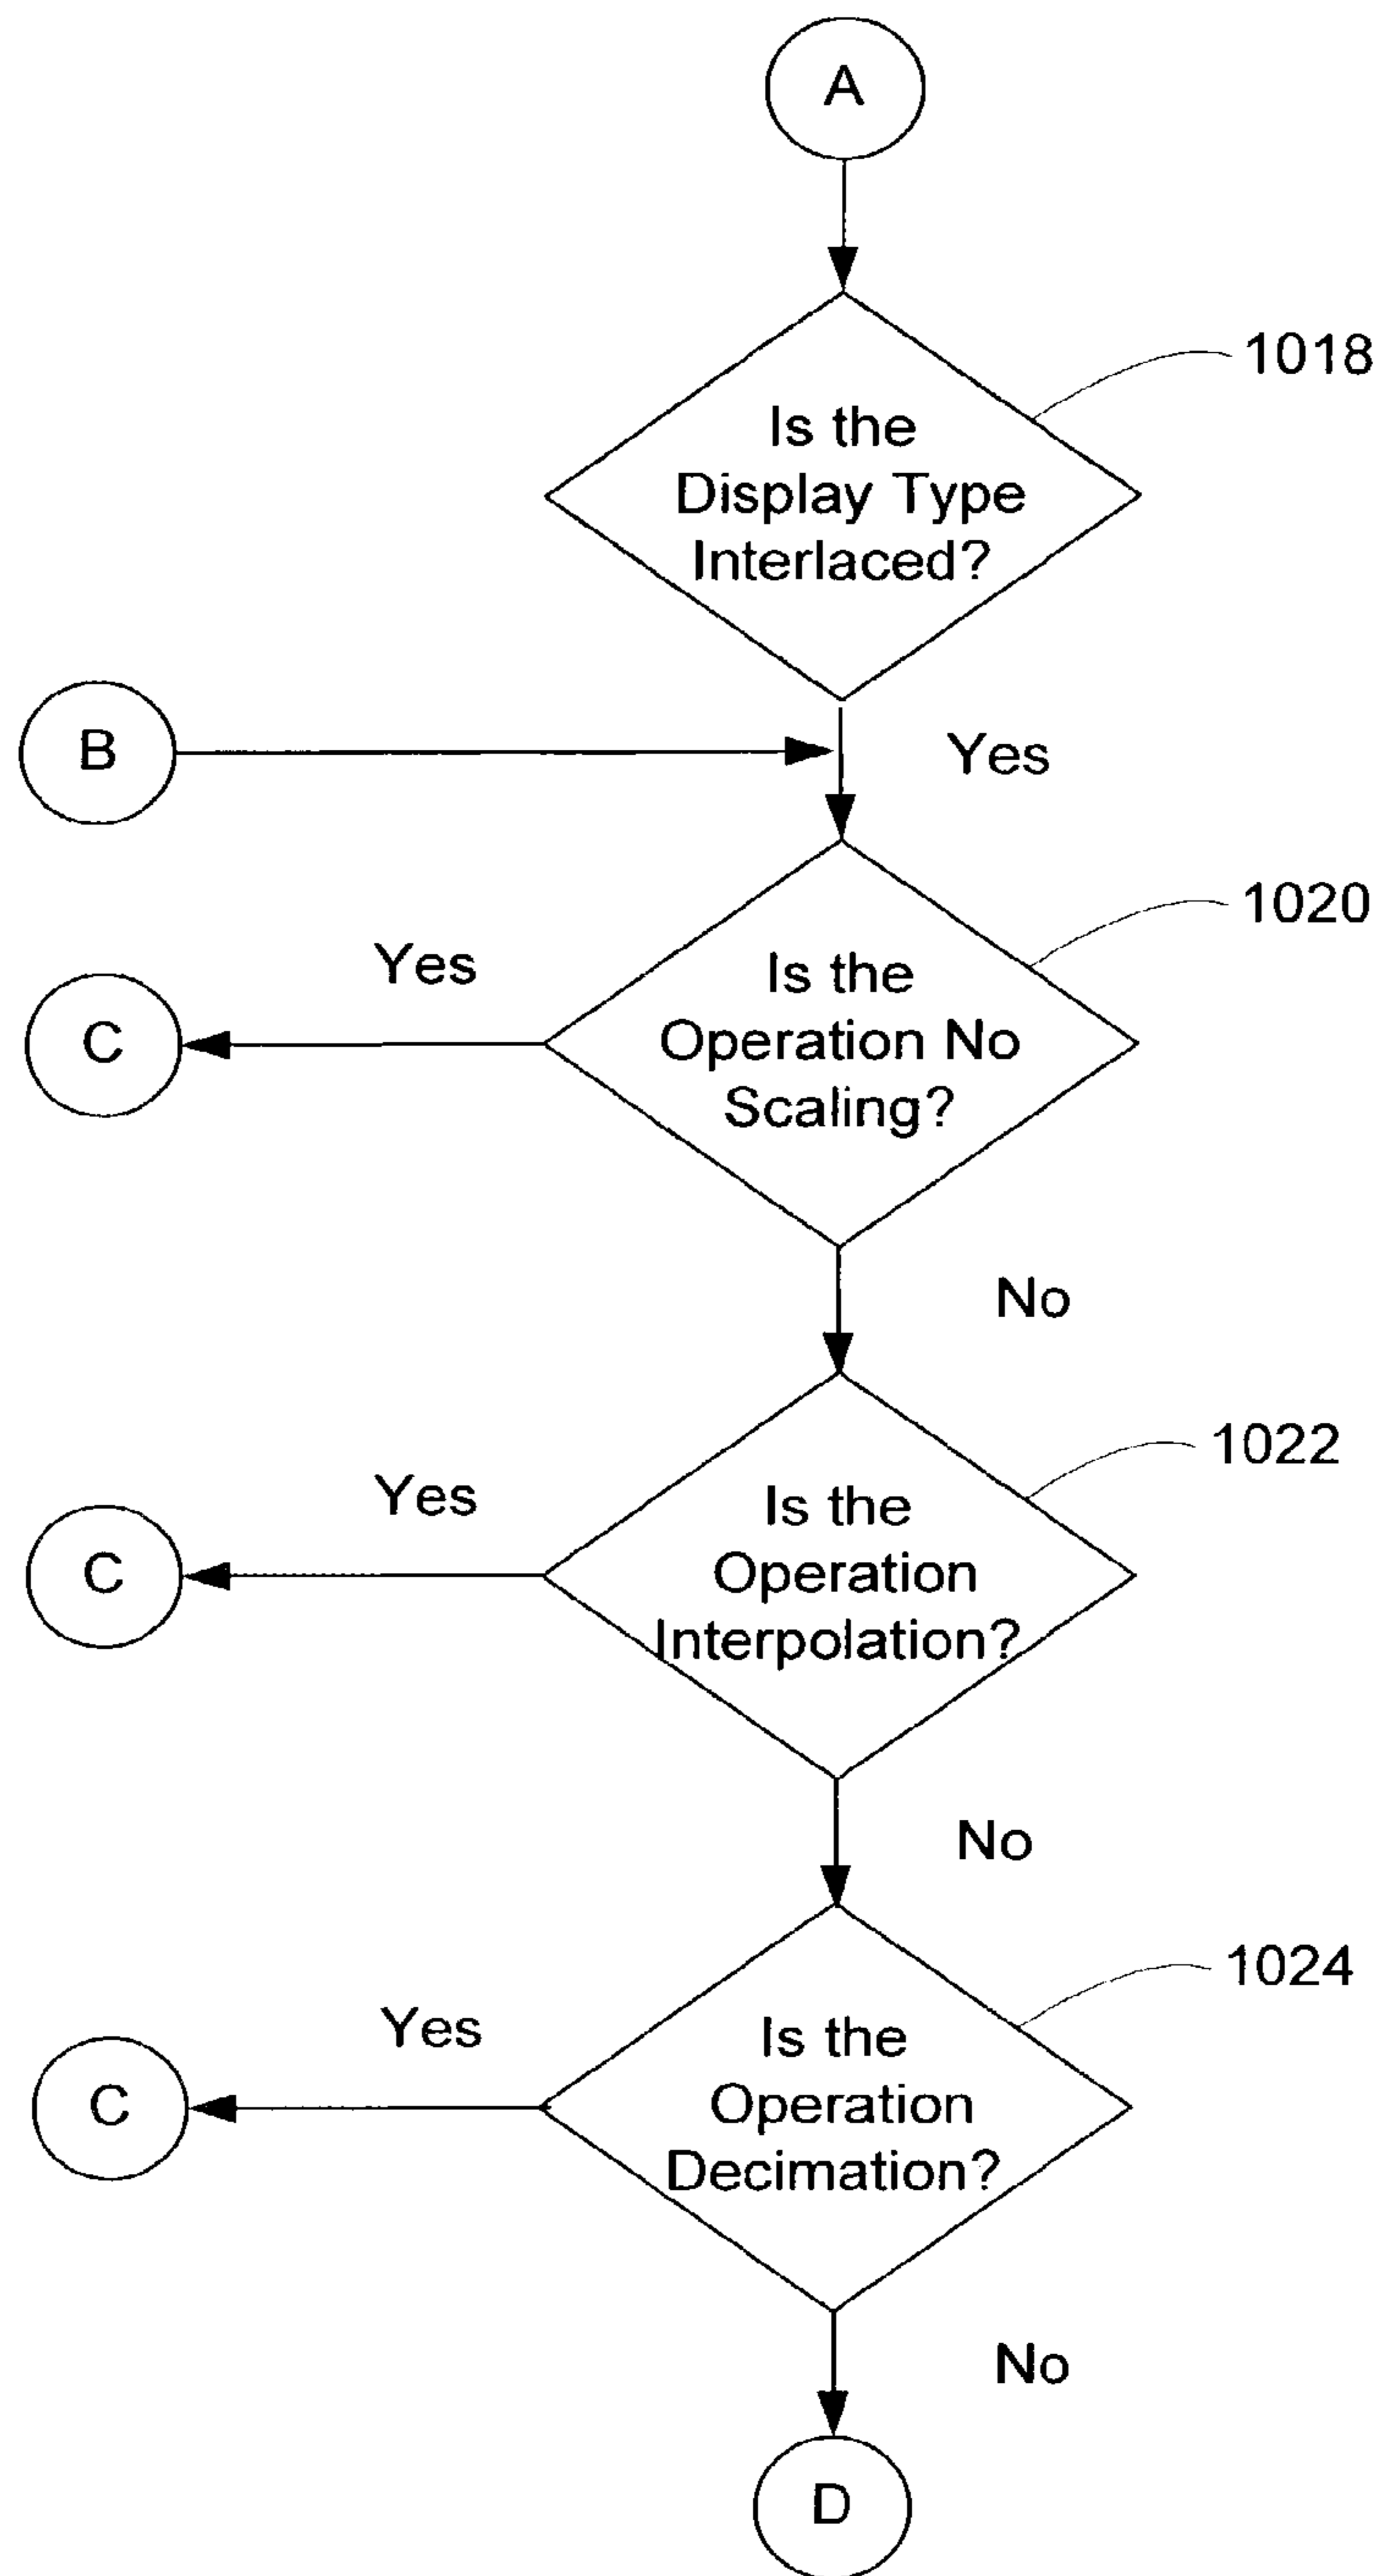 A
1018
Is the
Display Type
Interlaced?
B
Yes
1020
Yes
Is the
Operation No
Scaling?
C
No
1022
Yes
Is the
Operation
Interpolation?
C
No
1024
Yes
Is the
Operation
Decimation?
C
No
D